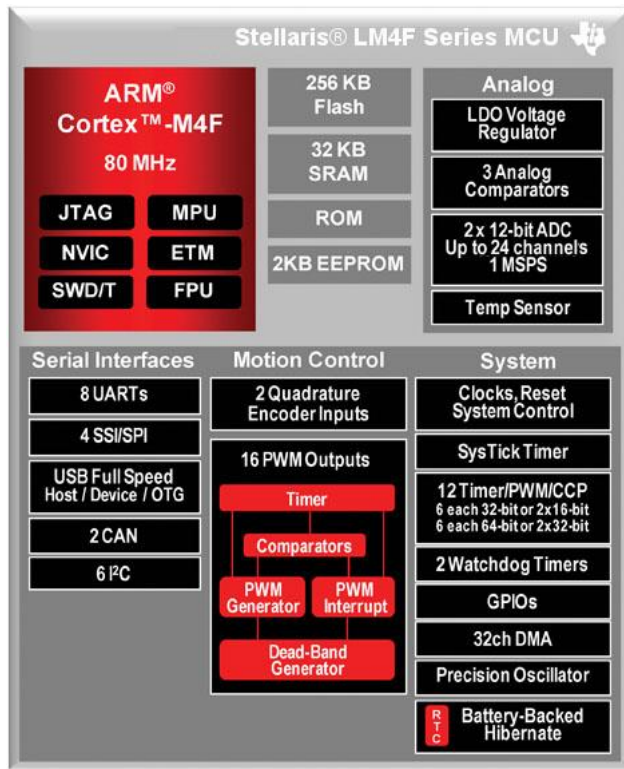 Stellaris® LM4F Series MCU
ARM®
Cortex™-M4F
80 MHz
JTAG
MPU
NVIC
ETM
SWD/T
FPU
256 KB
Flash
32 KB
SRAM
ROM
2KB EEPROM
Analog
LDO Voltage
Regulator
3 Analog
Comparators
2 x 12-bit ADC
Up to 24 channels
1 MSPS
Temp Sensor
Serial Interfaces
8 UARTs
4 SSI/SPI
USB Full Speed
Host / Device / OTG
2 CAN
6 I²C
Motion Control
2 Quadrature
Encoder Inputs
16 PWM Outputs
Timer
Comparators
PWM
Generator
PWM
Interrupt
Dead-Band
Generator
System
Clocks, Reset
System Control
SysTick Timer
12 Timer/PWM/CCP
6 each 32-bit or 2x16-bit
6 each 64-bit or 2x32-bit
2 Watchdog Timers
GPIOs
32ch DMA
Precision Oscillator
RTC
Battery-Backed
Hibernate